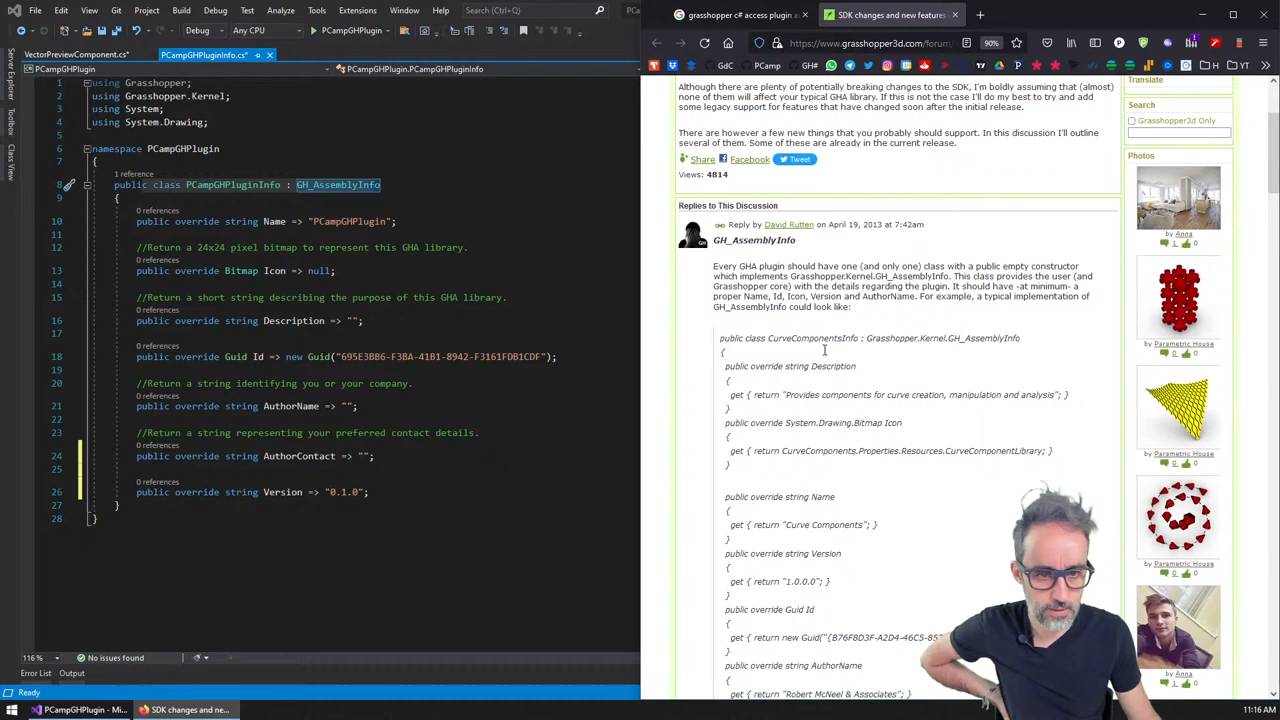 File Edit View Git Project Build Debug Test Analyze Tools Extensions Window Help Search (Ctrl+Q)
Debug Any CPU PCampGHPlugin
VectorPreviewComponent.cs* PCampGHPluginInfo.cs*
PCampGHPlugin PCampGHPlugin.PCampGHPluginInfo
Server Explorer
Toolbox
Class View
1 using Grasshopper;
2 using Grasshopper.Kernel;
3 using System;
4 using System.Drawing;
5
6 namespace PCampGHPlugin
7 {
1 reference
8 public class PCampGHPluginInfo : GH_AssemblyInfo
9 {
0 references
10 public override string Name => "PCampGHPlugin";
11
12 //Return a 24x24 pixel bitmap to represent this GHA library.
0 references
13 public override Bitmap Icon => null;
14
15 //Return a short string describing the purpose of this GHA library.
0 references
16 public override string Description => "";
17
0 references
18 public override Guid Id => new Guid("695E3BB6-F3BA-41B1-8942-F3161FDB1CDF");
19
20 //Return a string identifying you or your company.
0 references
21 public override string AuthorName => "";
22
23 //Return a string representing your preferred contact details.
0 references
24 public override string AuthorContact => "";
25
0 references
26 public override string Version => "0.1.0";
27 }
28 }
116 % No issues found
Error List Output
Ready
PCampGHPlugin - Mi... SDK changes and ne...
grasshopper c# access plugin as SDK changes and new features
https://www.grasshopper3d.com/forum/ 90%
GdC PCamp GH# H YT
Although there are plenty of potentially breaking changes to the SDK, I'm boldly assuming that (almost)
none of them will affect your typical GHA library. If this is not the case I'll do my best to try and add
some legacy support for features that have changed soon after the initial release.
There are however a few new things that you probably should support. In this discussion I'll outline
several of them. Some of these are already in the current release.
Share Facebook Tweet
Views: 4814
Replies to This Discussion
Reply by David Rutten on April 19, 2013 at 7:42am
GH
GH_AssemblyInfo
Every GHA plugin should have one (and only one) class with a public empty constructor
which implements Grasshopper.Kernel.GH_AssemblyInfo. This class provides the user (and
Grasshopper core) with the details regarding the plugin. It should have -at minimum- a
proper Name, Id, Icon, Version and AuthorName. For example, a typical implementation of
GH_AssemblyInfo could look like:
public class CurveComponentsInfo : Grasshopper.Kernel.GH_AssemblyInfo
{
public override string Description
{
get { return "Provides components for curve creation, manipulation and analysis"; }
}
public override System.Drawing.Bitmap Icon
{
get { return CurveComponents.Properties.Resources.CurveComponentLibrary; }
}
public override string Name
{
get { return "Curve Components"; }
}
public override string Version
{
get { return "1.0.0.0"; }
}
public override Guid Id
{
get { return new Guid("{B76F8D3F-A2D4-46C5-85
}
public override string AuthorName
{
get { return "Robert McNeel & Associates"; }
Translate
Search
Grasshopper3d Only
Photos
by Anna
0 0
by Parametric House
0 0
by Parametric House
0 0
by Parametric House
0 0
by Anna
1 0
11:16 AM